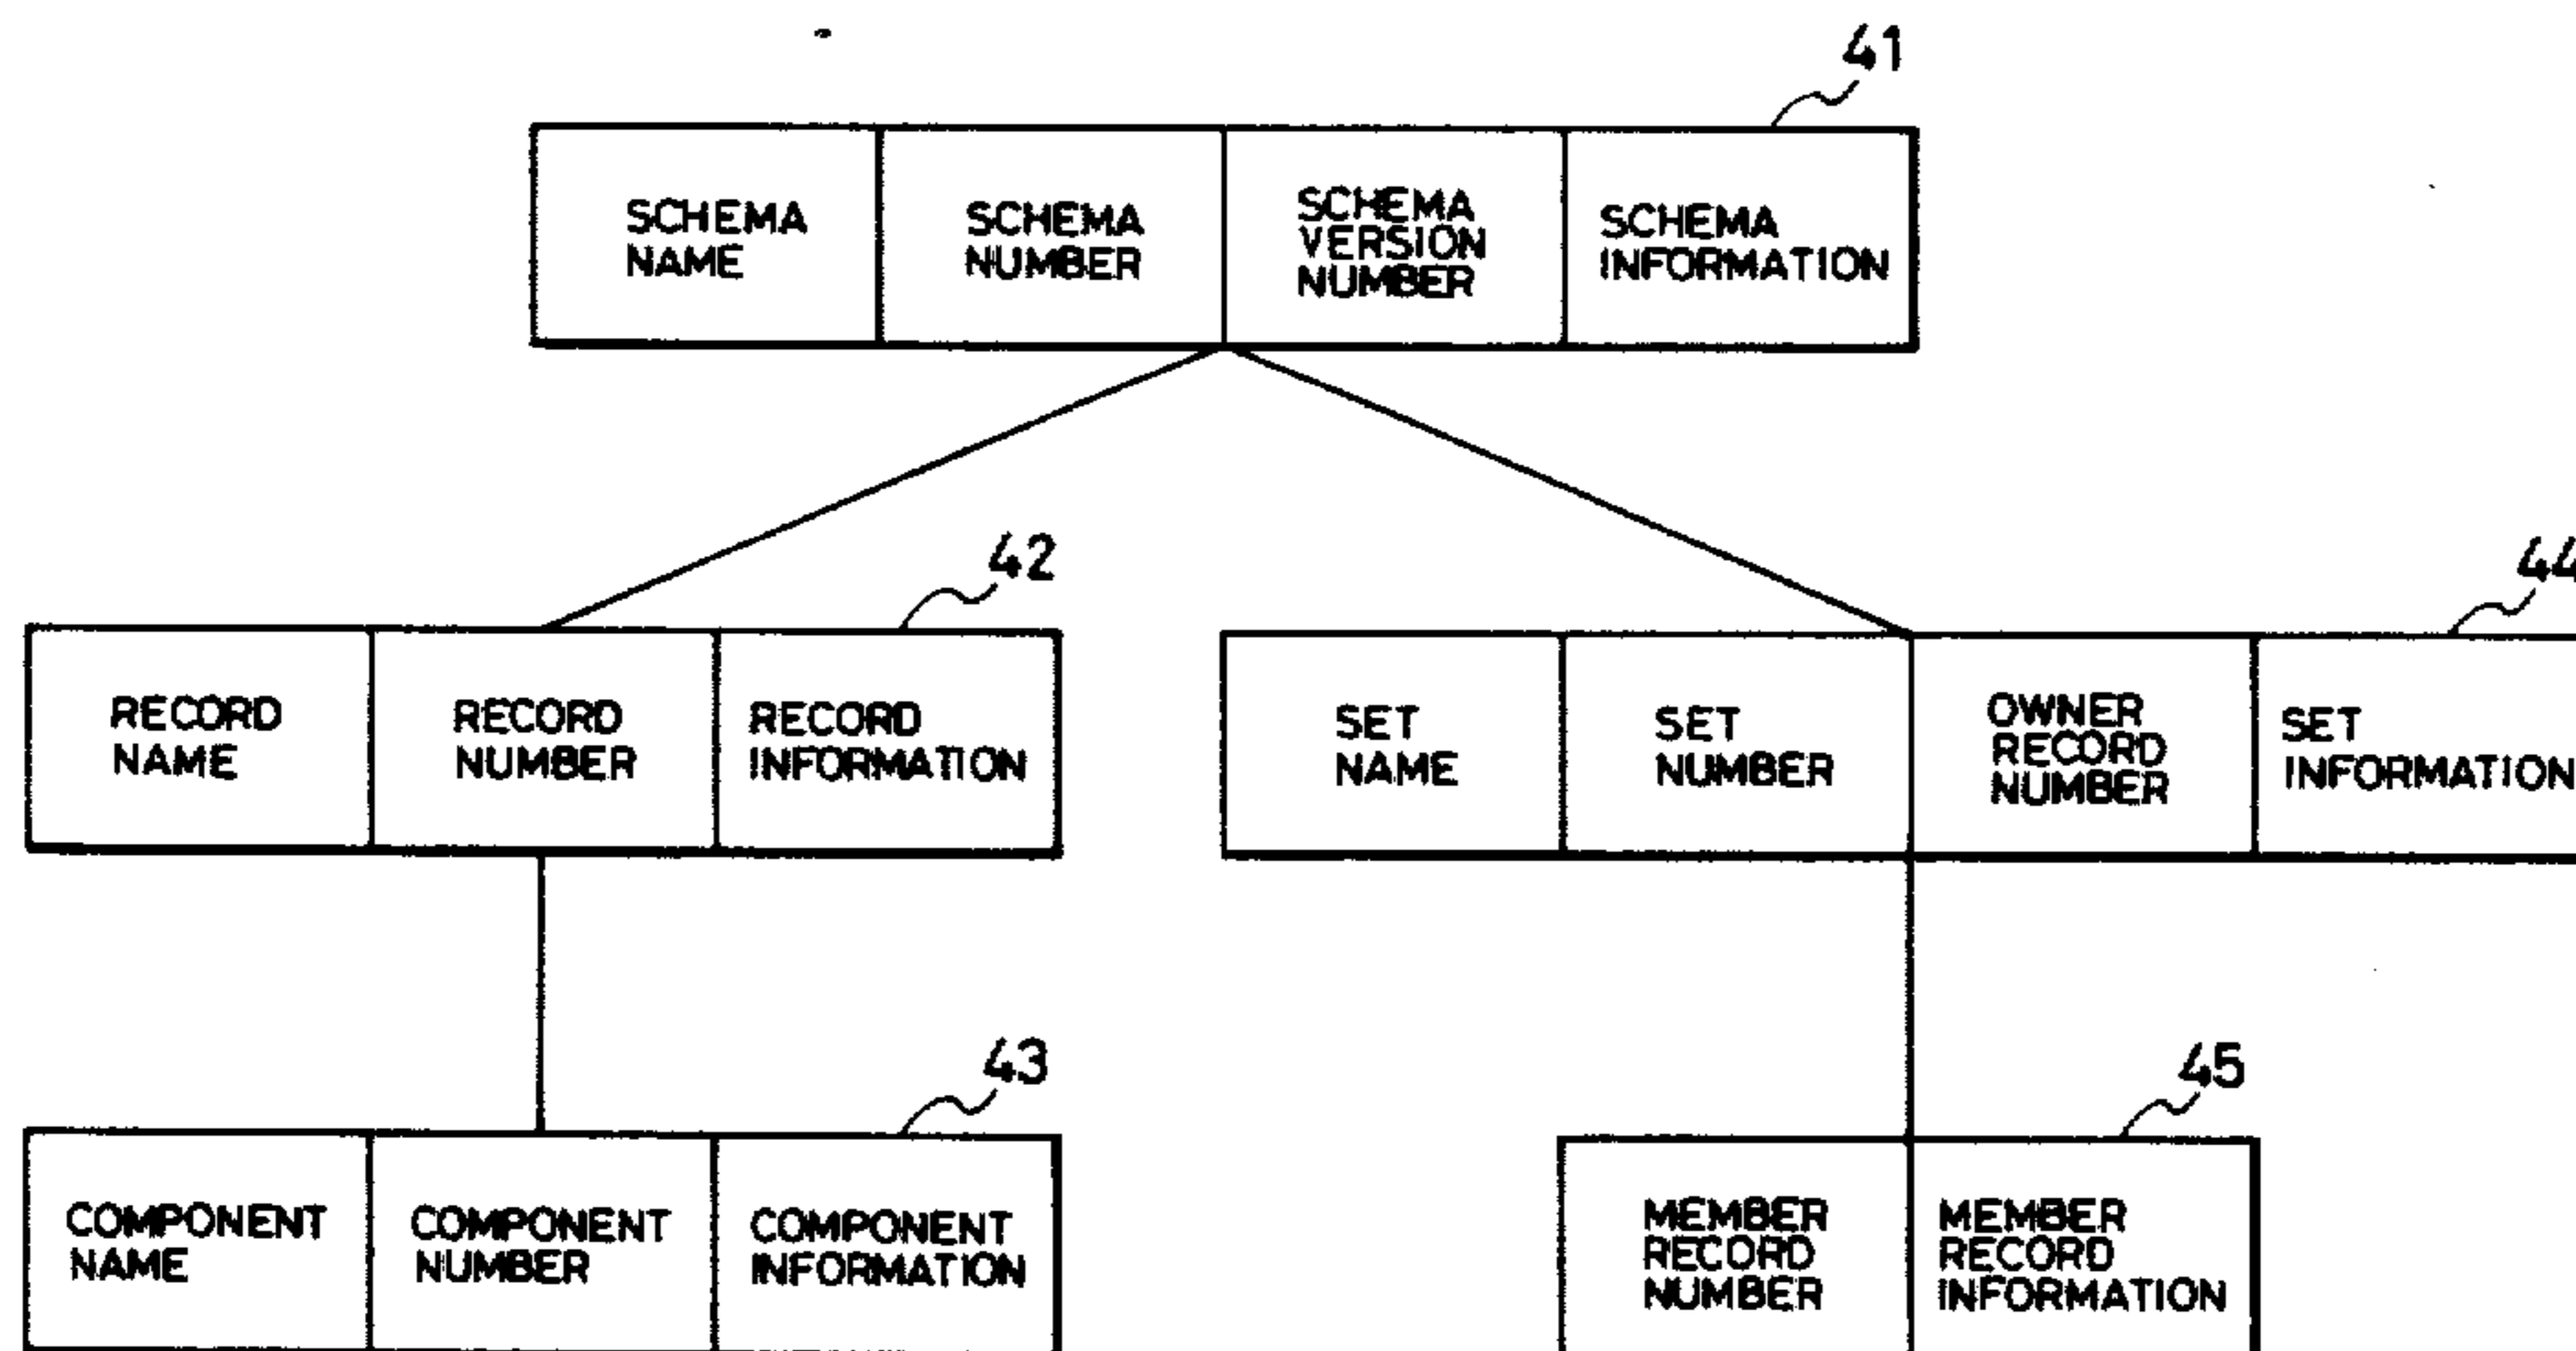 41
SCHEMA
NAME
SCHEMA
NUMBER
SCHEMA
VERSION
NUMBER
SCHEMA
INFORMATION
42
RECORD
NAME
RECORD
NUMBER
RECORD
INFORMATION
44
SET
NAME
SET
NUMBER
OWNER
RECORD
NUMBER
SET
INFORMATION
43
COMPONENT
NAME
COMPONENT
NUMBER
COMPONENT
INFORMATION
45
MEMBER
RECORD
NUMBER
MEMBER
RECORD
INFORMATION